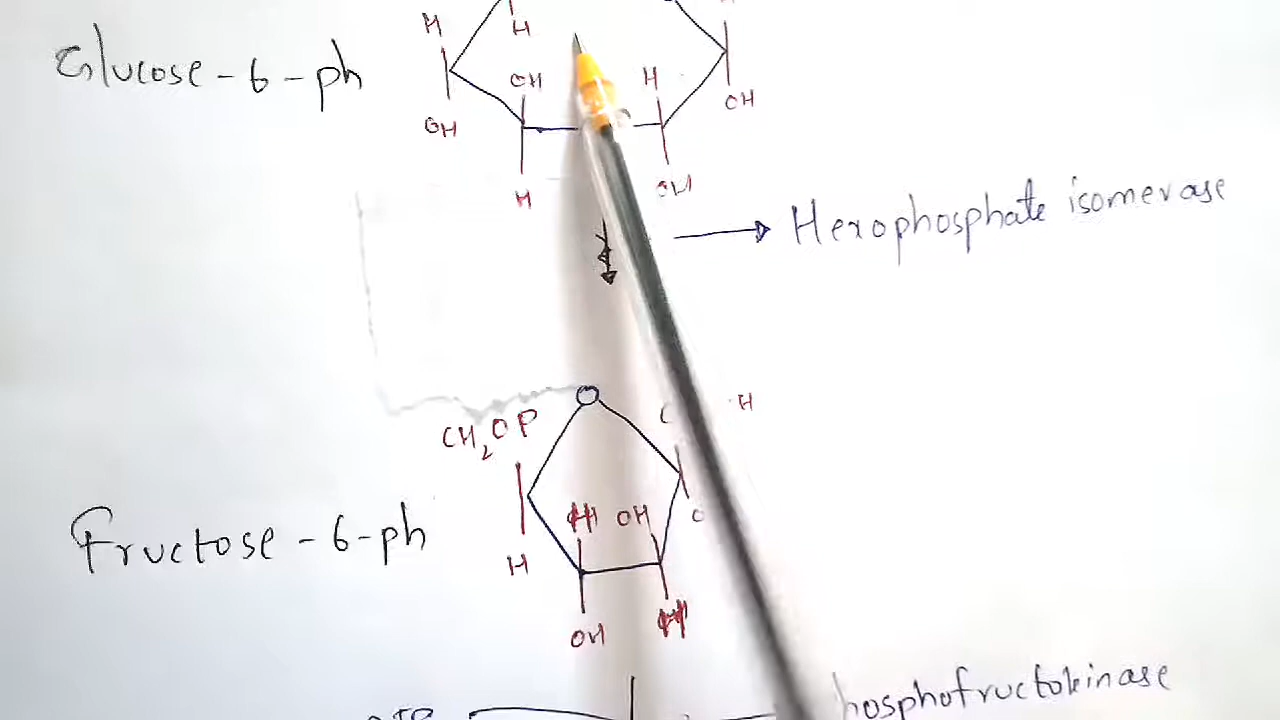 H
H
Glucose-6-ph
OH
H
OH
OH
H
OH
Hexophosphate isomerase
CH2OP
H
H
OH
Fructose-6-ph
H
OH
H
hosphofructokinase